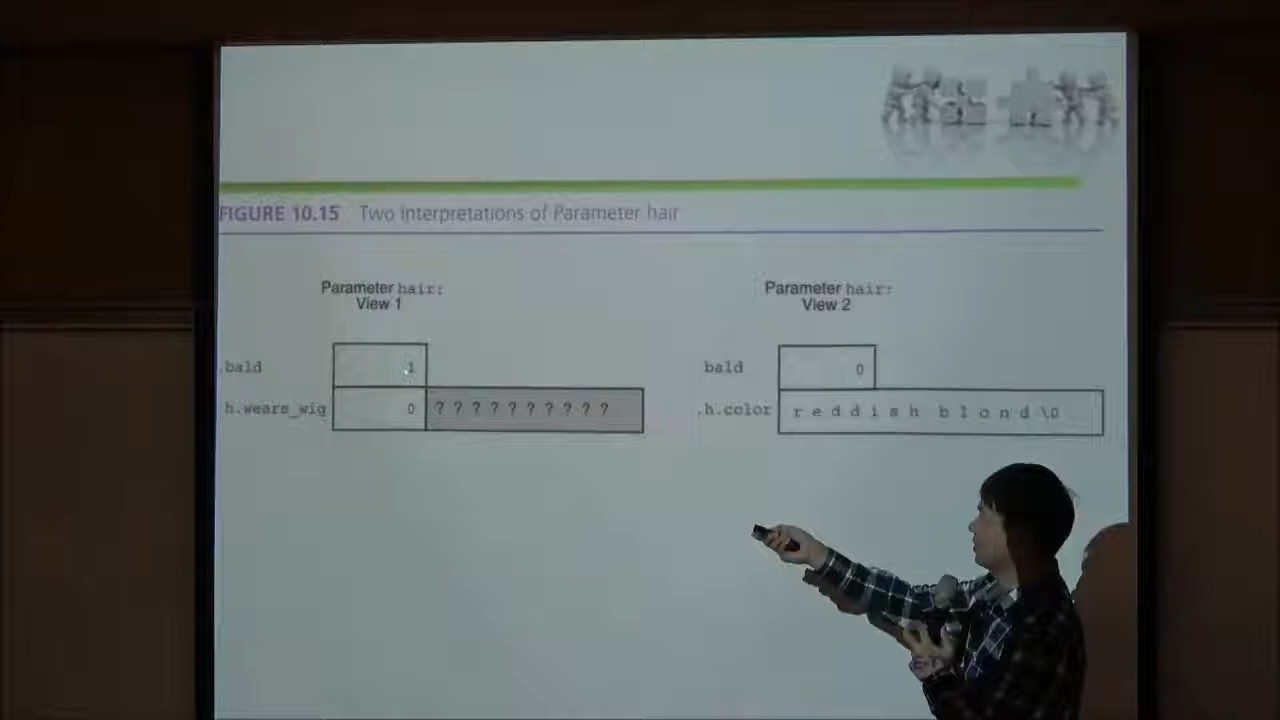 FIGURE 10.15 Two Interpretations of Parameter hair
Parameter hair:
View 1
.bald 1
h.wears_wig 0 ? ? ? ? ? ? ? ? ? ?
Parameter hair:
View 2
bald 0
.h.color r e d d i s h b l o n d \0